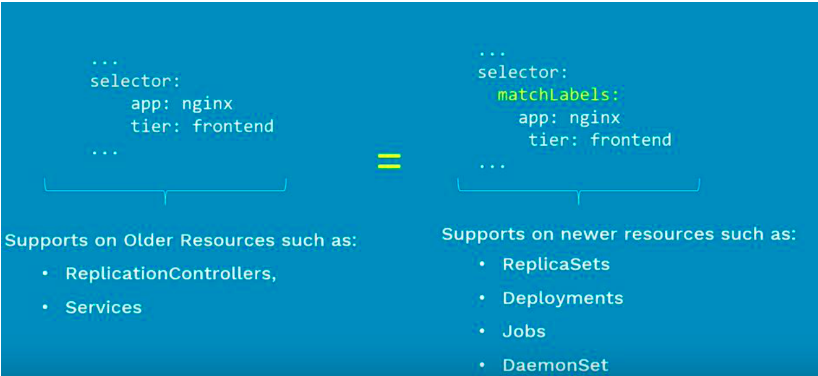 ...
selector:
app: nginx
tier: frontend
...
=
...
selector:
matchLabels:
app: nginx
tier: frontend
...
Supports on Older Resources such as:
• ReplicationControllers,
• Services
Supports on newer resources such as:
• ReplicaSets
• Deployments
• Jobs
• DaemonSet